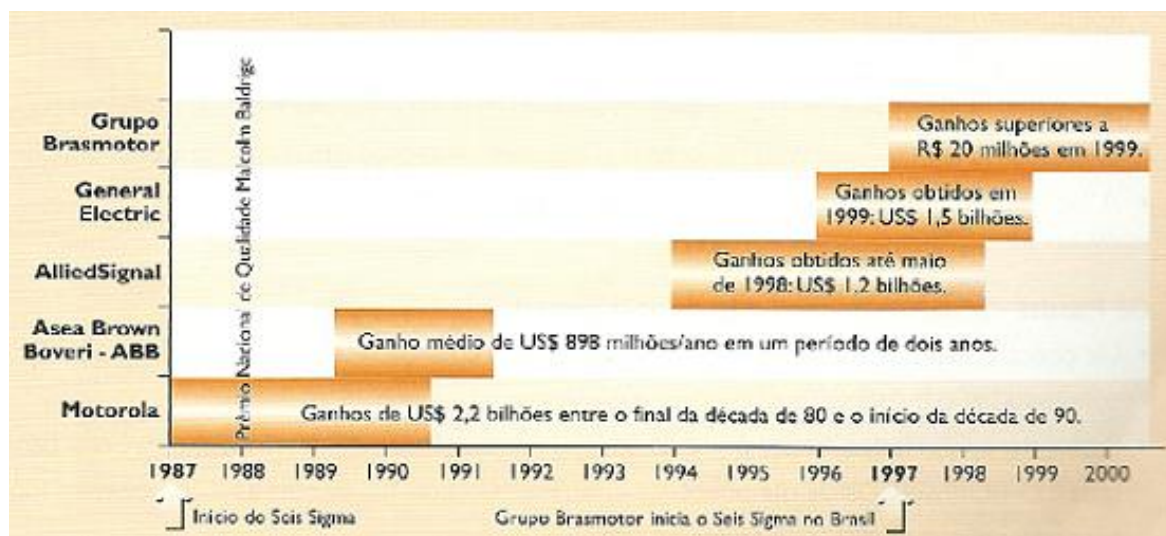 Prêmio Nacional de Qualidade Malcolm Baldrige
Grupo
Brasmotor
Ganhos superiores a
R$ 20 milhões em 1999.
General
Electric
Ganhos obtidos em
1999: US$ 1,5 bilhões.
AlliedSignal
Ganhos obtidos até maio
de 1998: US$ 1.2 bilhões.
Asea Brown
Boveri - ABB
Ganho médio de US$ 898 milhões/ano em um período de dois anos.
Motorola
Ganhos de US$ 2,2 bilhões entre o final da década de 80 e o início da década de 90.
1987 1988 1989 1990 1991 1992 1993 1994 1995 1996 1997 1998 1999 2000
Início do Seis Sigma
Grupo Brasmotor inicia o Seis Sigma no Brasil